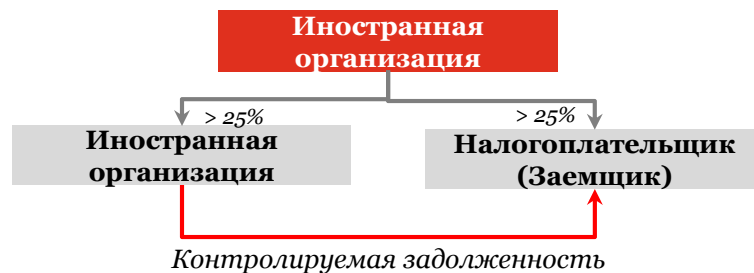 Иностранная
организация
> 25%
> 25%
Иностранная
организация
Налогоплательщик
(Заемщик)
Контролируемая задолженность